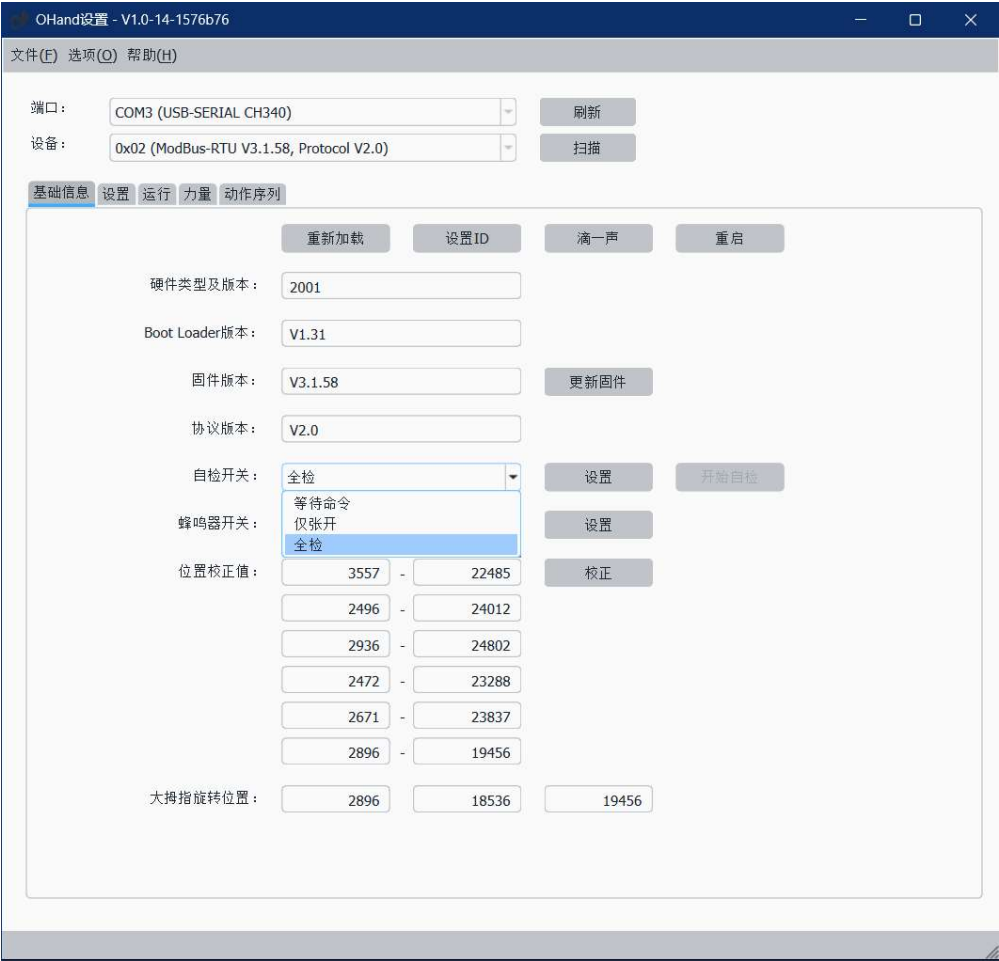 OHand设置 - V1.0-14-1576b76
文件(F) 选项(O) 帮助(H)
端口： COM3 (USB-SERIAL CH340) 刷新
设备： 0x02 (ModBus-RTU V3.1.58, Protocol V2.0) 扫描
基础信息 设置 运行 力量 动作序列
重新加载 设置ID 滴一声 重启
硬件类型及版本： 2001
Boot Loader版本： V1.31
固件版本： V3.1.58 更新固件
协议版本： V2.0
自检开关： 全检 设置 开始自检
等待命令
蜂鸣器开关： 仅张开 设置
全检
位置校正值： 3557 - 22485 校正
2496 - 24012
2936 - 24802
2472 - 23288
2671 - 23837
2896 - 19456
大拇指旋转位置： 2896 18536 19456